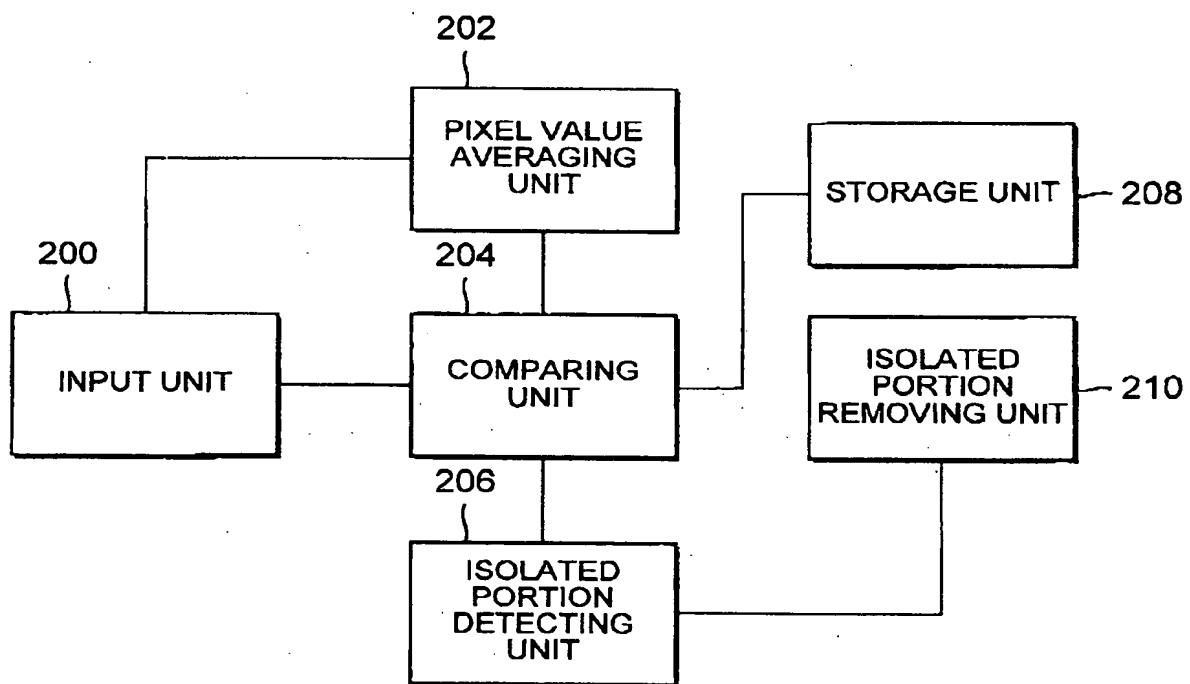 202
PIXEL VALUE
AVERAGING
UNIT
STORAGE UNIT
208
200
204
INPUT UNIT
COMPARING
UNIT
ISOLATED
PORTION
REMOVING UNIT
210
206
ISOLATED
PORTION
DETECTING
UNIT